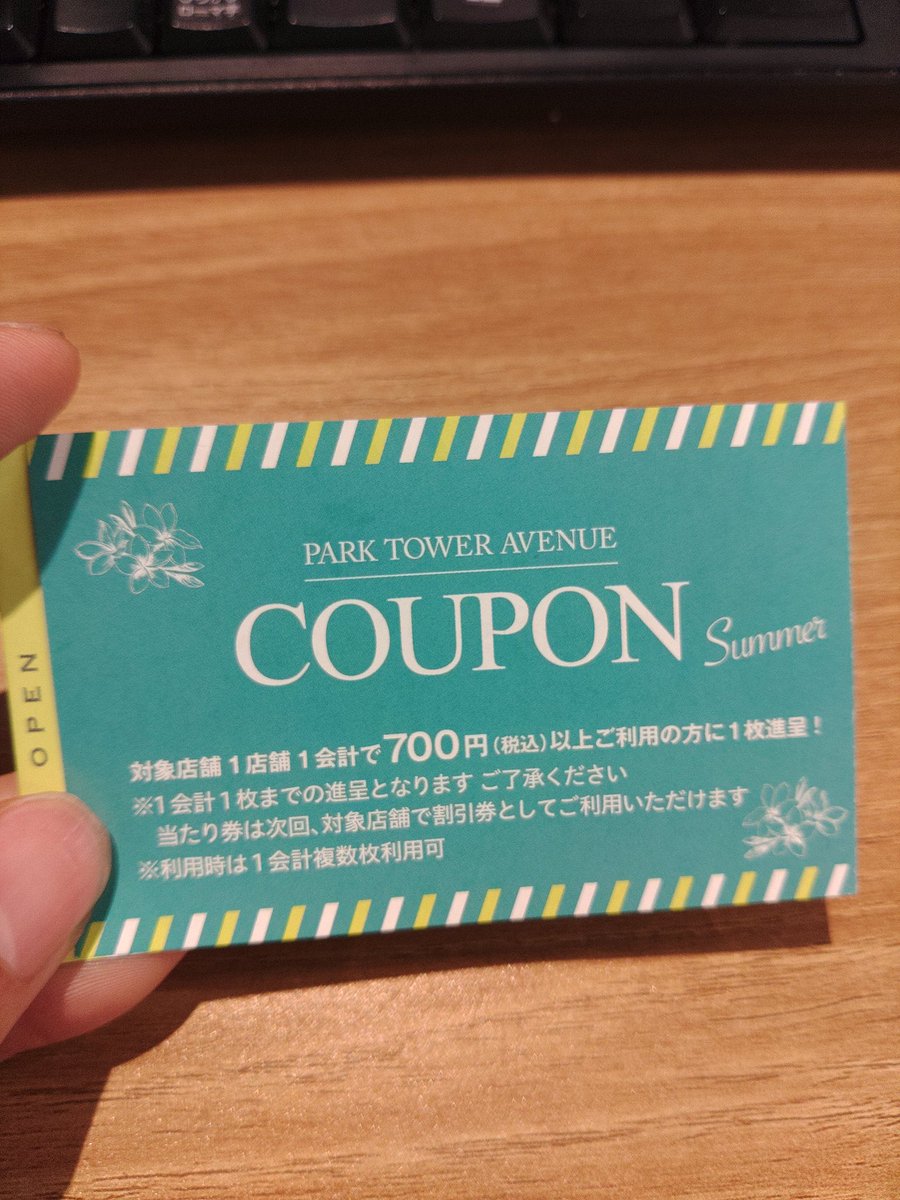 ローマ字
PARK TOWER AVENUE
COUPON Summer
OPEN
対象店舗1店舗1会計で700円(税込)以上ご利用の方に1枚進呈!
※1会計1枚までの進呈となります ご了承ください
当たり券は次回、対象店舗で割引券としてご利用いただけます
※利用時は1会計複数枚利用可